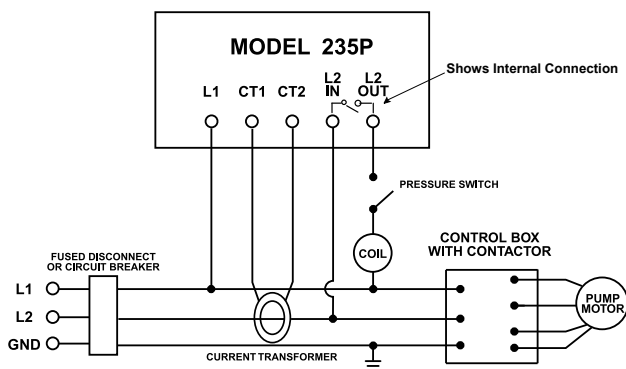 MODEL 235P
Shows Internal Connection
L1 CT1 CT2 L2 IN L2 OUT
PRESSURE SWITCH
COIL
CONTROL BOX
WITH CONTACTOR
FUSED DISCONNECT
OR CIRCUIT BREAKER
L1
L2
GND
PUMP
MOTOR
CURRENT TRANSFORMER